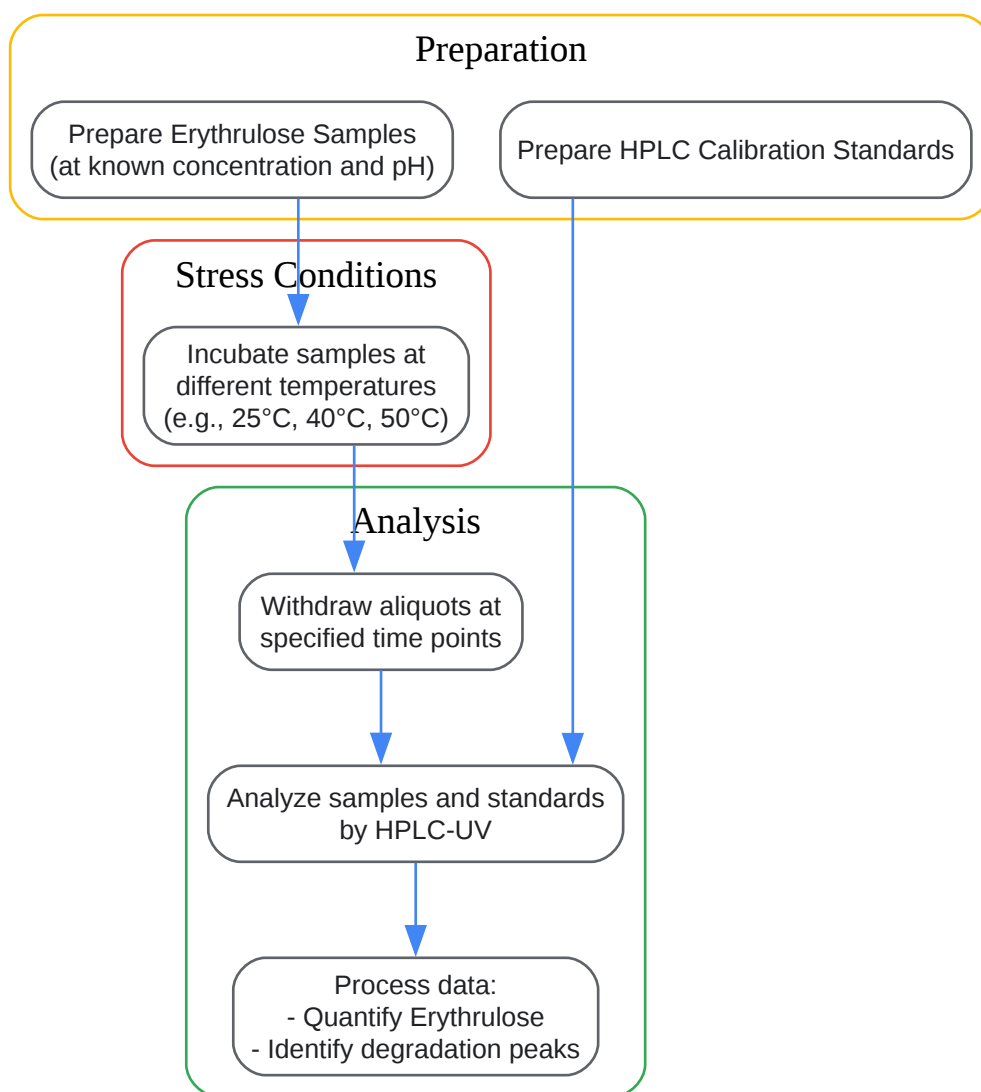 Preparation
Prepare Erythrulose Samples
(at known concentration and pH)
Prepare HPLC Calibration Standards
Stress Conditions
Incubate samples at
different temperatures
(e.g., 25°C, 40°C, 50°C)
Analysis
Withdraw aliquots at
specified time points
Analyze samples and standards
by HPLC-UV
Process data:
- Quantify Erythrulose
- Identify degradation peaks